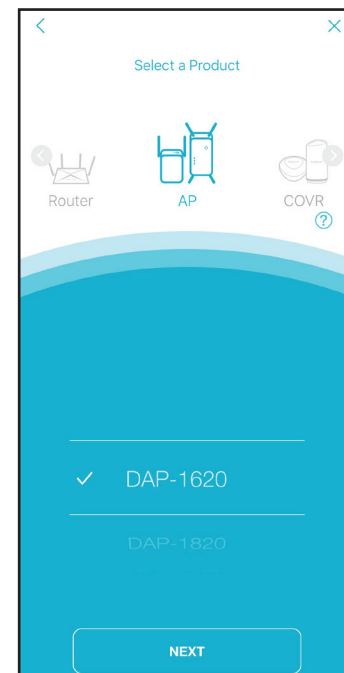 Select a Product
Router AP COVR
?
DAP-1620
DAP-1820
NEXT